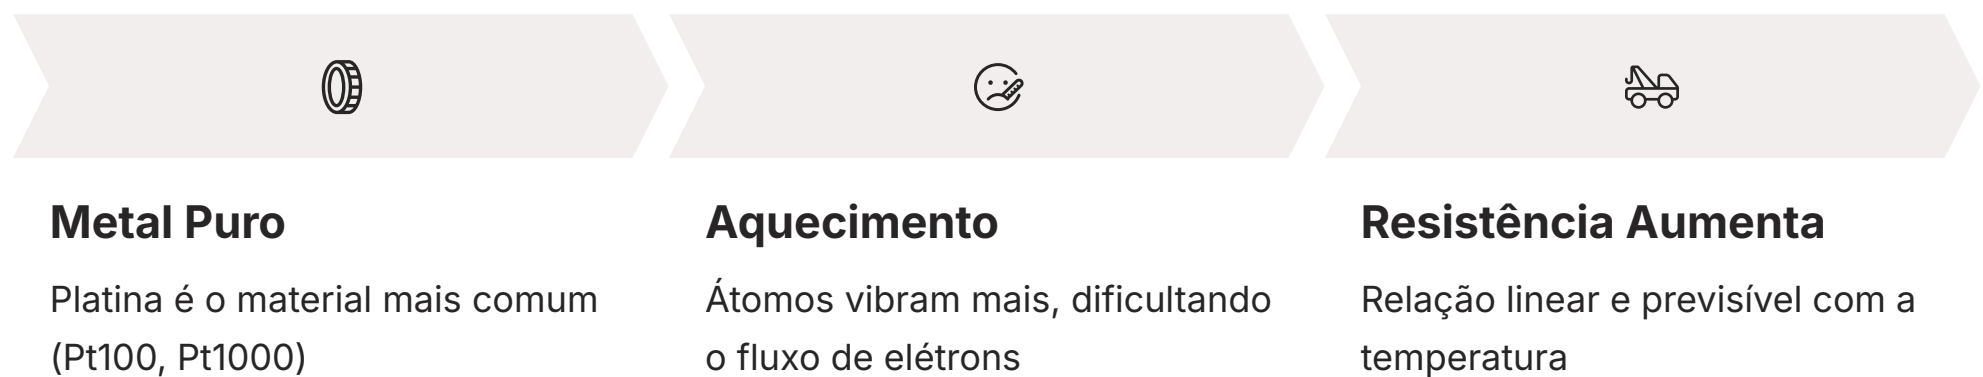 Metal Puro
Platina é o material mais comum
(Pt100, Pt1000)
Aquecimento
Átomos vibram mais, dificultando
o fluxo de elétrons
Resistência Aumenta
Relação linear e previsível com a
temperatura